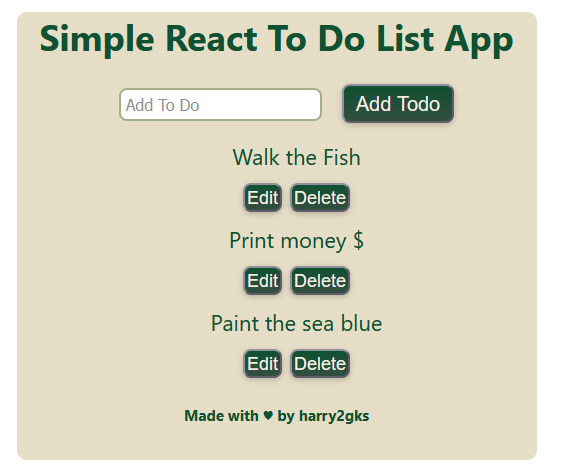 Simple React To Do List App
Add To Do
Add Todo
Walk the Fish
Edit Delete
Print money $
Edit Delete
Paint the sea blue
Edit Delete
Made with ♥ by harry2gks